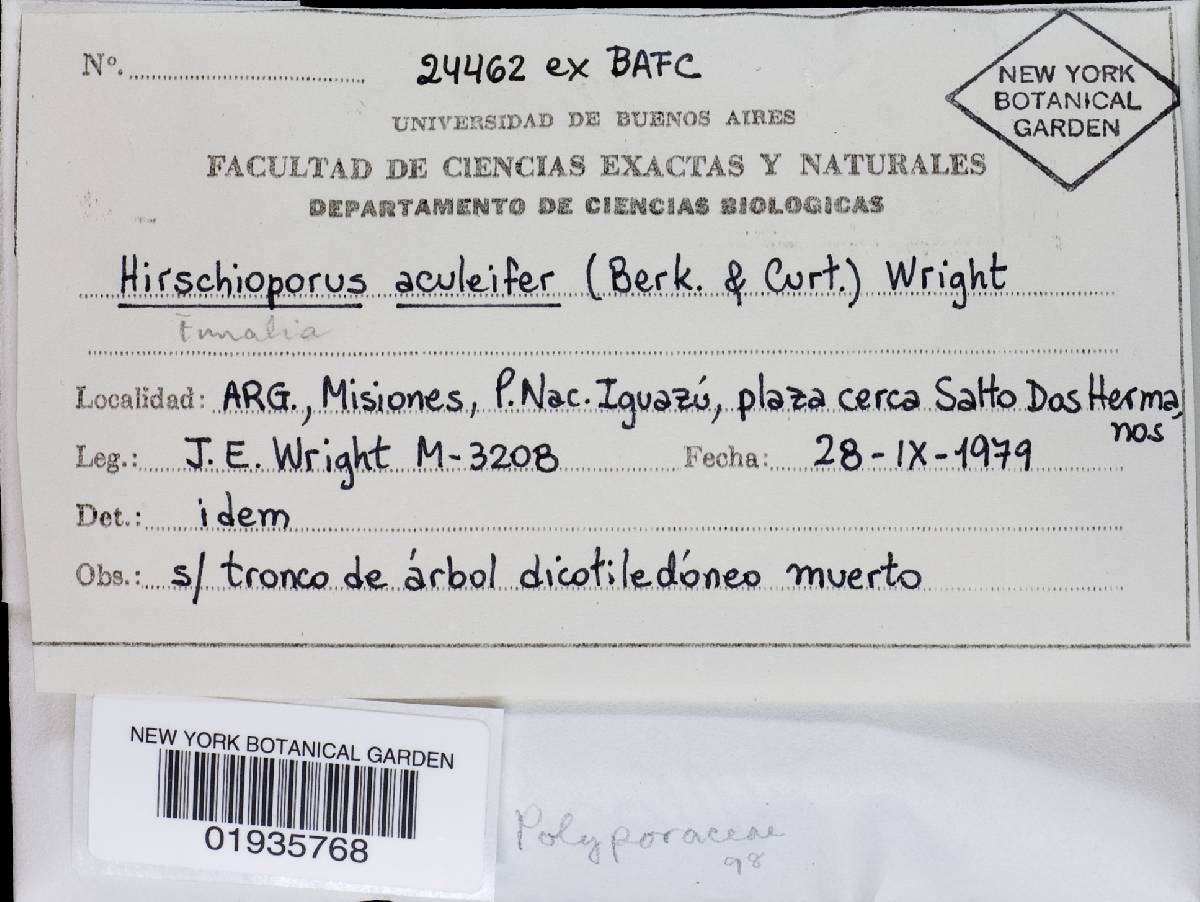 Nº. 24462 ex BAFC
NEW YORK
BOTANICAL
GARDEN
UNIVERSIDAD DE BUENOS AIRES
FACULTAD DE CIENCIAS EXACTAS Y NATURALES
DEPARTAMENTO DE CIENCIAS BIOLOGICAS
Hirschioporus aculeifer (Berk. & Curt.) Wright
Funalia
Localidad: ARG., Misiones, P. Nac. Iguazú, plaza cerca Salto Dos Herma,
nos
Leg.: J. E. Wright M-3208 Fecha: 28-IX-1979
Det.: idem
Obs.: s/ tronco de árbol dicotiledóneo muerto
NEW YORK BOTANICAL GARDEN
01935768
Polyporaceae
98